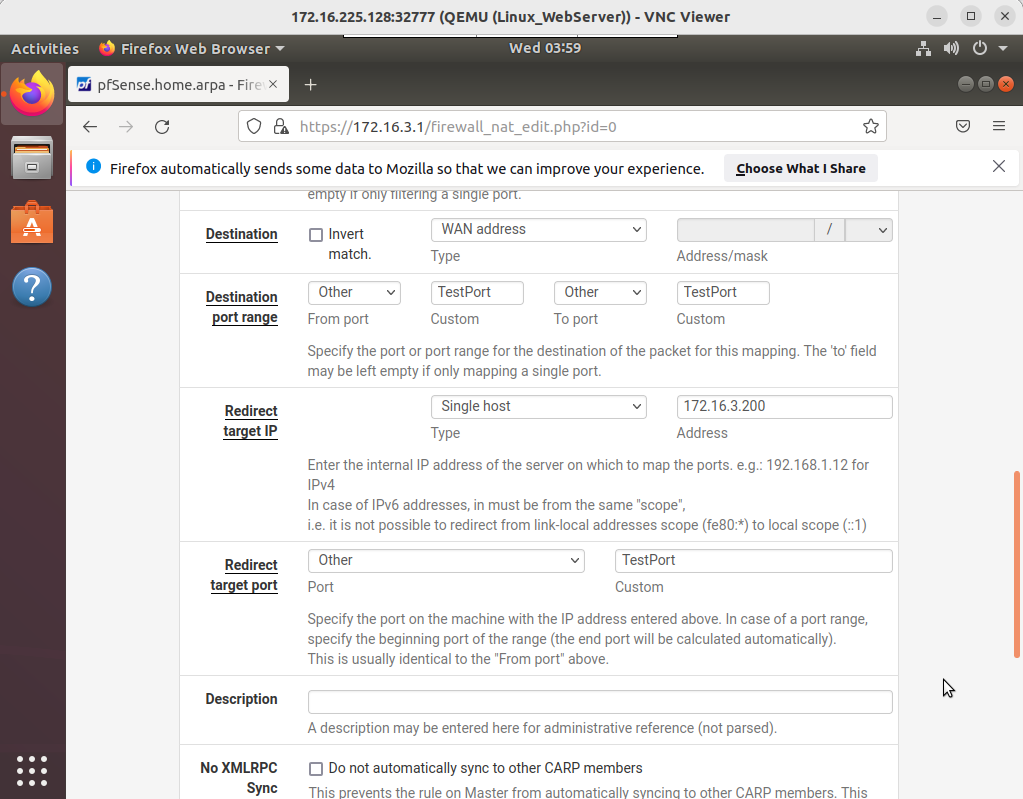 172.16.225.128:32777 (QEMU (Linux_WebServer)) - VNC Viewer
Activities Firefox Web Browser Wed 03:59
pf pfSense.home.arpa - Fire
https://172.16.3.1/firewall_nat_edit.php?id=0
Firefox automatically sends some data to Mozilla so that we can improve your experience. Choose What I Share
empty if only filtering a single port.
Destination Invert match. WAN address /
Type Address/mask
Destination port range Other TestPort Other TestPort
From port Custom To port Custom
Specify the port or port range for the destination of the packet for this mapping. The 'to' field
may be left empty if only mapping a single port.
Redirect target IP Single host 172.16.3.200
Type Address
Enter the internal IP address of the server on which to map the ports. e.g.: 192.168.1.12 for
IPv4
In case of IPv6 addresses, in must be from the same "scope",
i.e. it is not possible to redirect from link-local addresses scope (fe80:*) to local scope (::1)
Redirect target port Other TestPort
Port Custom
Specify the port on the machine with the IP address entered above. In case of a port range,
specify the beginning port of the range (the end port will be calculated automatically).
This is usually identical to the "From port" above.
Description
A description may be entered here for administrative reference (not parsed).
No XMLRPC Sync Do not automatically sync to other CARP members
This prevents the rule on Master from automatically syncing to other CARP members. This